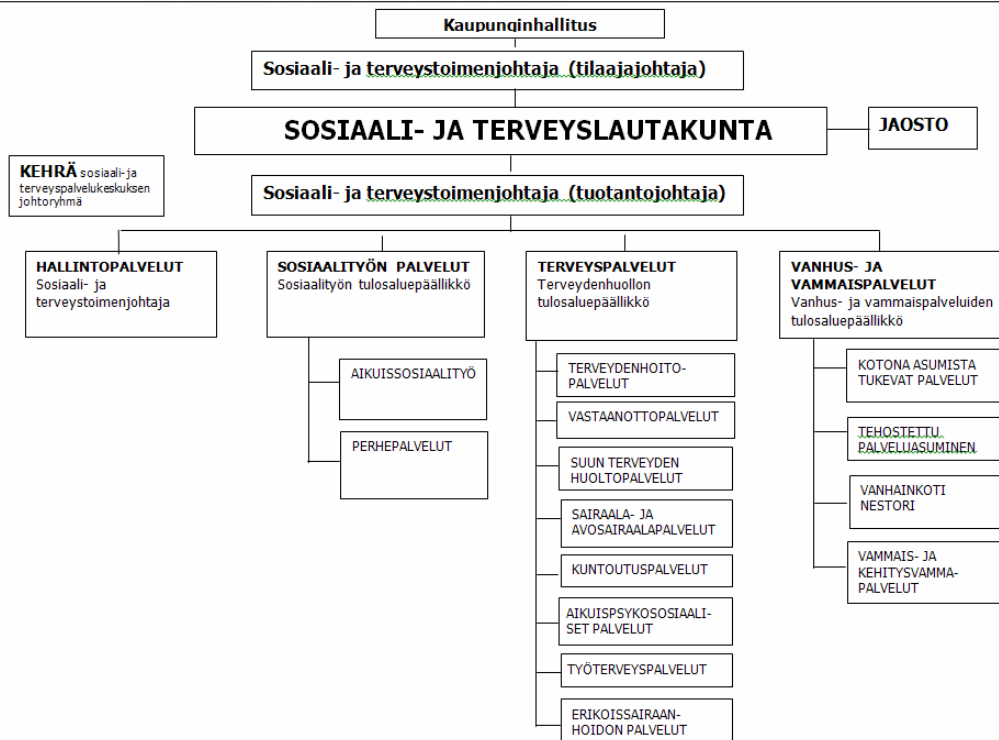 Kaupunginhallitus
Sosiaali- ja terveystoimenjohtaja (tilaajajohtaja)
SOSIAALI- JA TERVEYSLAUTAKUNTA
JAOSTO
KEHRÄ sosiaali- ja
terveyspalvelukeskuksen
johtoryhmä
Sosiaali- ja terveystoimenjohtaja (tuotantojohtaja)
HALLINTOPALVELUT
Sosiaali- ja
terveystoimenjohtaja
SOSIAALITYÖN PALVELUT
Sosiaalityön tulosaluepäällikkö
AIKUISSOSIAALITYÖ
PERHEPALVELUT
TERVEYSPALVELUT
Terveydenhuollon
tulosaluepäällikkö
TERVEYDENHOITO-
PALVELUT
VASTAANOTTOPALVELUT
SUUN TERVEYDEN
HUOLTOPALVELUT
SAIRAALA- JA
AVOSAIRAALAPALVELUT
KUNTOUTUSPALVELUT
AIKUISPSYKOSOSIAALI-
SET PALVELUT
TYÖTERVEYSPALVELUT
ERIKOISSAIRAAN-
HOIDON PALVELUT
VANHUS- JA
VAMMAISPALVELUT
Vanhus- ja vammaispalveluiden
tulosaluepäällikkö
KOTONA ASUMISTA
TUKEVAT PALVELUT
TEHOSTETTU
PALVELUASUMINEN
VANHAINKOTI
NESTORI
VAMMAIS- JA
KEHITYSVAMMA-
PALVELUT